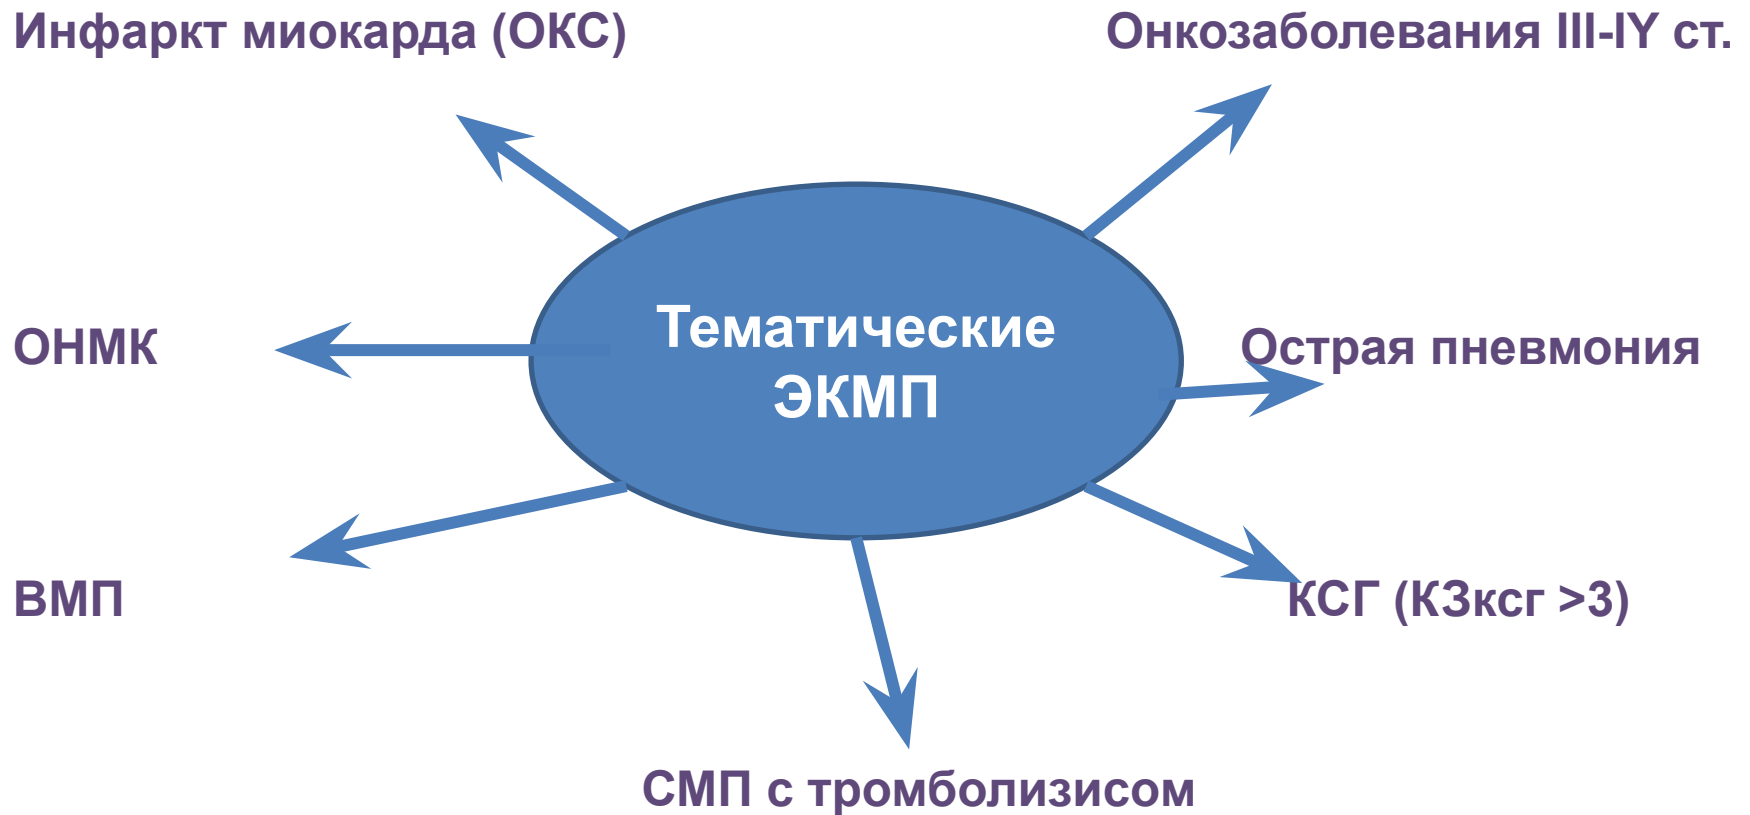 Инфаркт миокарда (ОКС)
Онкозаболевания III-IY ст.
Тематические
ЭКМП
ОНМК
Острая пневмония
ВМП
КСГ (КЗксг >3)
СМП с тромболизисом